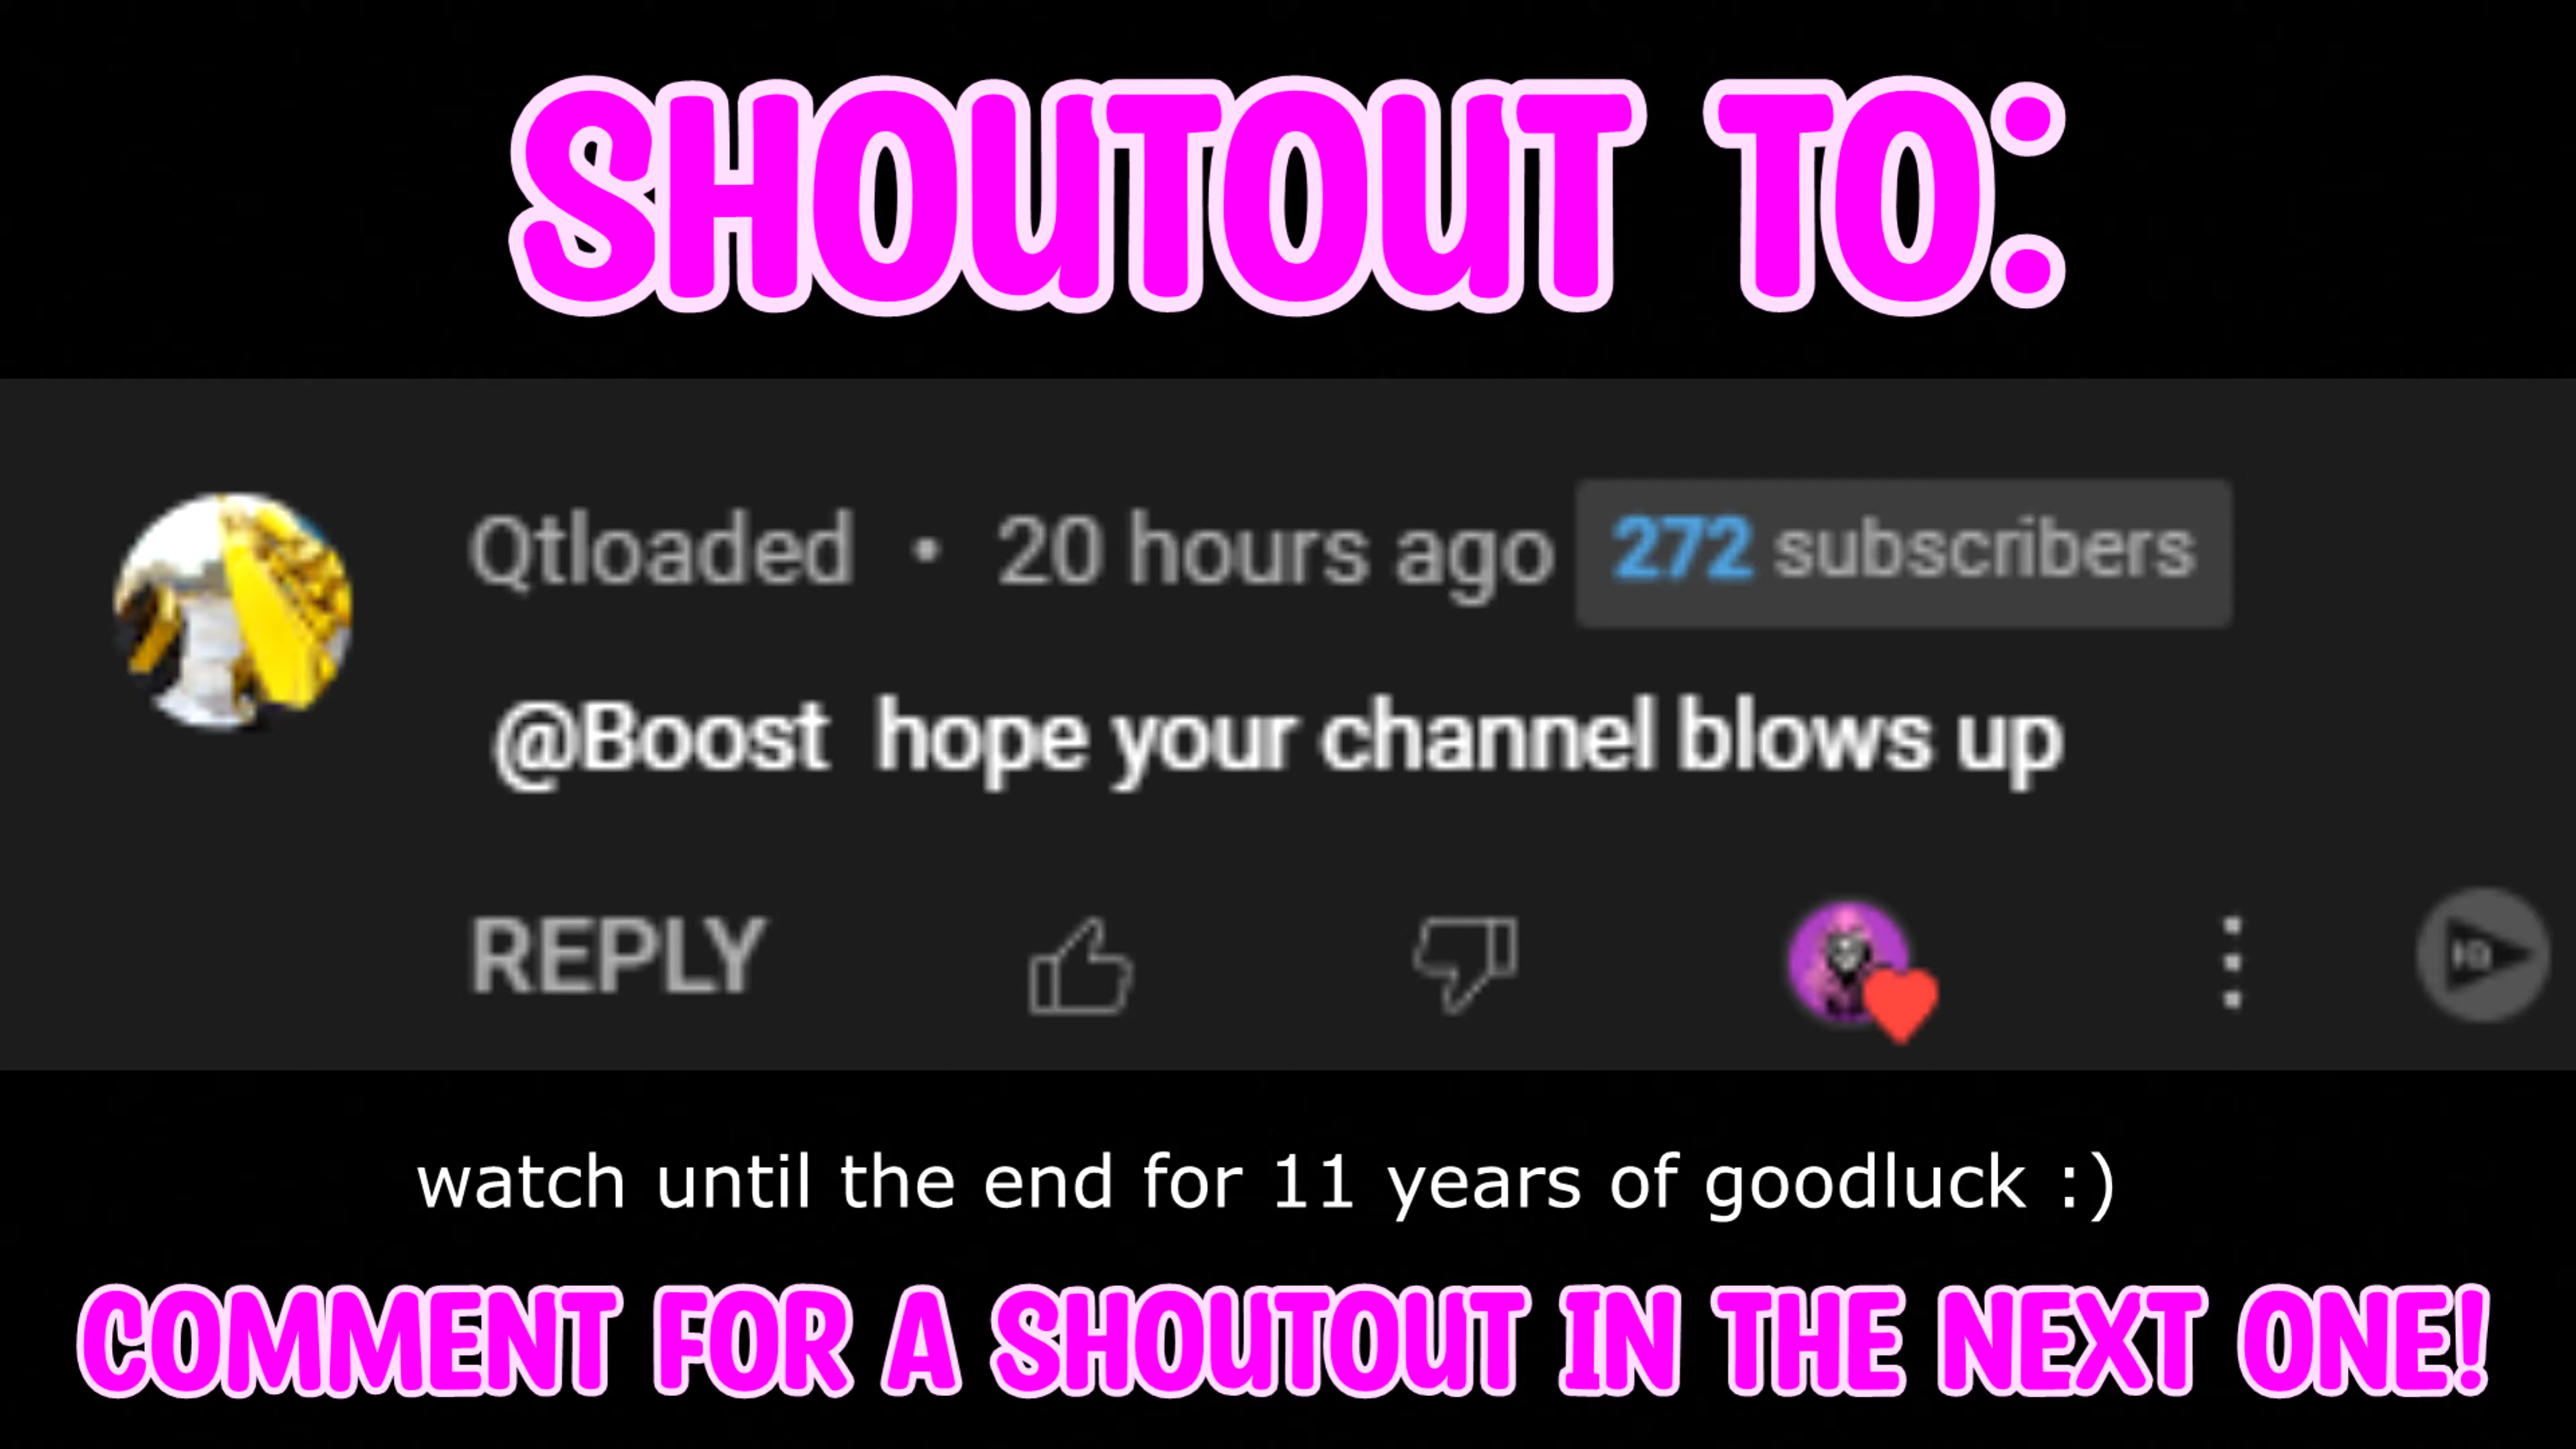 SHOUTOUT TO:
Qtloaded • 20 hours ago 272 subscribers
@Boost hope your channel blows up
REPLY
watch until the end for 11 years of goodluck :)
COMMENT FOR A SHOUTOUT IN THE NEXT ONE!